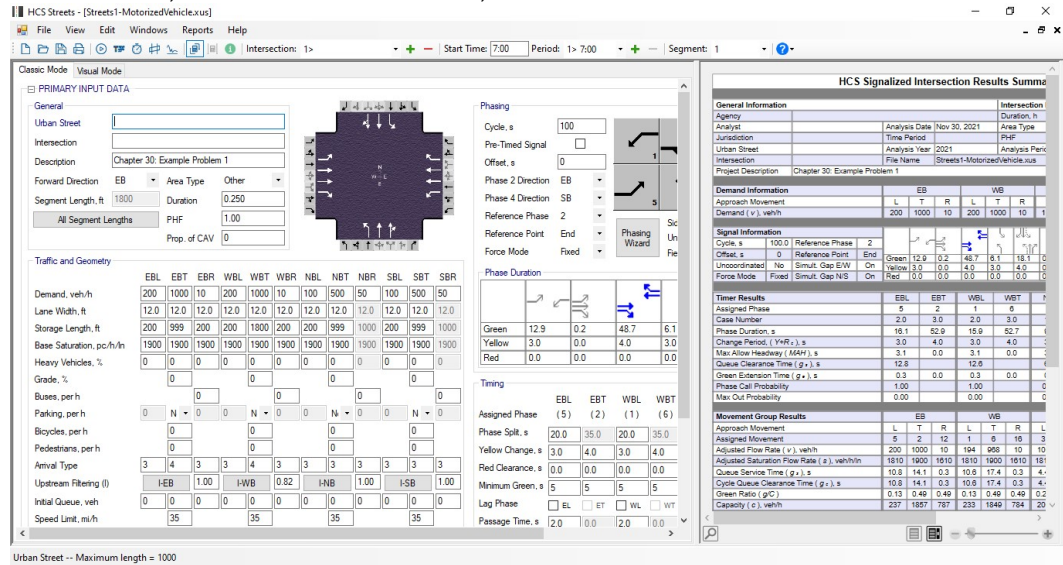 HCS Streets - [Streets1-MotorizedVehicle.xus]
File View Edit Windows Reports Help
Intersection: 1> Start Time: 7:00 Period: 1> 7:00 Segment: 1
Classic Mode Visual Mode
PRIMARY INPUT DATA
General
Urban Street
Intersection
Description Chapter 30: Example Problem 1
Forward Direction EB Area Type Other
Segment Length, ft 1800 Duration 0.250
All Segment Lengths PHF 1.00
Prop. of CAV 0
Phasing
Cycle, s 100
Pre-Timed Signal
Offset, s 0
Phase 2 Direction EB
Phase 4 Direction SB
Reference Phase 2
Reference Point End
Force Mode Fixed
Phasing Wizard
1
5
Traffic and Geometry
EBL EBT EBR WBL WBT WBR NBL NBT NBR SBL SBT SBR
Demand, veh/h 200 1000 10 200 1000 10 100 500 50 100 500 50
Lane Width, ft 12.0 12.0 12.0 12.0 12.0 12.0 12.0 12.0 12.0 12.0 12.0 12.0
Storage Length, ft 200 999 200 200 1800 200 200 999 1000 200 999 1000
Base Saturation, pc/h/ln 1900 1900 1900 1900 1900 1900 1900 1900 1900 1900 1900 1900
Heavy Vehicles, % 0 0 0 0 0 0 0 0 0 0 0 0
Grade, % 0 0 0 0
Buses, per h 0 0 0 0
Parking, per h 0 N 0 0 N 0 0 N 0 0 N 0
Bicycles, per h 0 0 0 0
Pedestrians, per h 0 0 0 0
Arrival Type 3 4 3 3 4 3 3 3 3 3 3 3
Upstream Filtering (I) I-EB 1.00 I-WB 0.82 I-NB 1.00 I-SB 1.00
Initial Queue, veh 0 0 0 0 0 0 0 0 0 0 0 0
Speed Limit, mi/h 35 35 35 35
Phase Duration
Green 12.9 0.2 48.7 6.1
Yellow 3.0 0.0 4.0 3.0
Red 0.0 0.0 0.0 0.0
Timing
EBL EBT WBL WBT
Assigned Phase (5) (2) (1) (6)
Phase Split, s 20.0 35.0 20.0 35.0
Yellow Change, s 3.0 4.0 3.0 4.0
Red Clearance, s 0.0 0.0 0.0 0.0
Minimum Green, s 5 5 5 5
Lag Phase EL ET WL WT
Passage Time, s 2.0 0.0 2.0 0.0
HCS Signalized Intersection Results Summa
General Information Intersection
Agency Duration, h
Analyst Analysis Date Nov 30, 2021 Area Type
Jurisdiction Time Period PHF
Urban Street Analysis Year 2021 Analysis Peri
Intersection File Name Streets1-MotorizedVehicle.xus
Project Description Chapter 30: Example Problem 1
Demand Information EB WB
Approach Movement L T R L T R
Demand ( v ), veh/h 200 1000 10 200 1000 10 1
Signal Information
Cycle, s 100.0 Reference Phase 2
Offset, s 0 Reference Point End
Uncoordinated No Simult. Gap E/W On
Force Mode Fixed Simult. Gap N/S On
Green 12.9 0.2 48.7 6.1 18.1
Yellow 3.0 0.0 4.0 3.0 4.0
Red 0.0 0.0 0.0 0.0 0.0
Timer Results EBL EBT WBL WBT
Assigned Phase 5 2 1 6
Case Number 2.0 3.0 2.0 3.0
Phase Duration, s 16.1 52.9 15.9 52.7
Change Period, ( Y+Rc ), s 3.0 4.0 3.0 4.0
Max Allow Headway ( MAH ), s 3.1 0.0 3.1 0.0
Queue Clearance Time ( gs ), s 12.8 12.6
Green Extension Time ( ge ), s 0.3 0.0 0.3 0.0
Phase Call Probability 1.00 1.00
Max Out Probability 0.00 0.00
Movement Group Results EB WB
Approach Movement L T R L T R L
Assigned Movement 5 2 12 1 6 16 3
Adjusted Flow Rate ( v ), veh/h 200 1000 10 194 968 10 10
Adjusted Saturation Flow Rate ( s ), veh/h/ln 1810 1900 1610 1810 1900 1610 181
Queue Service Time ( gs ), s 10.8 14.1 0.3 10.6 17.4 0.3 4.4
Cycle Queue Clearance Time ( gc ), s 10.8 14.1 0.3 10.6 17.4 0.3 4.4
Green Ratio ( g/C ) 0.13 0.49 0.49 0.13 0.49 0.49 0.2
Capacity ( c ), veh/h 237 1857 787 233 1849 784 20
Urban Street -- Maximum length = 1000